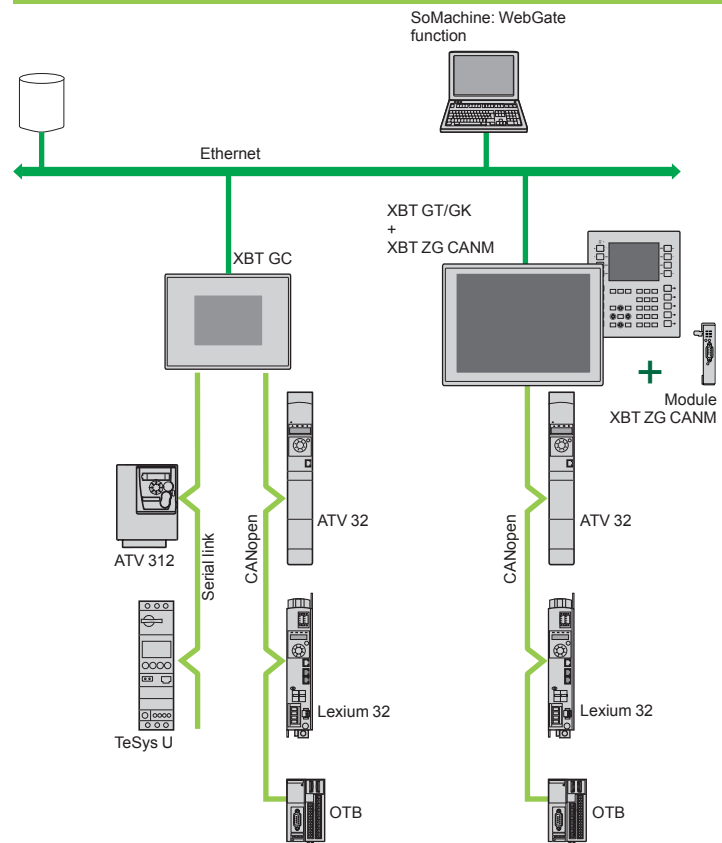 SoMachine: WebGate
function
Ethernet
XBT GT/GK
+
XBT ZG CANM
XBT GC
+
Module
XBT ZG CANM
ATV 32
ATV 32
ATV 312
Serial link
CANopen
CANopen
Lexium 32
Lexium 32
TeSys U
OTB
OTB